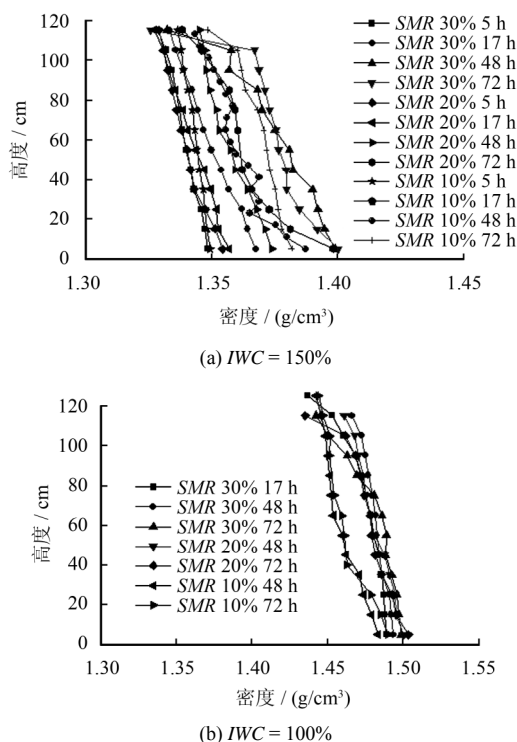 120
100
80
60
40
20
0
高度 / cm
1.30
1.35
1.40
1.45
密度 / (g/cm³)
SMR 30% 5 h
SMR 30% 17 h
SMR 30% 48 h
SMR 30% 72 h
SMR 20% 5 h
SMR 20% 17 h
SMR 20% 48 h
SMR 20% 72 h
SMR 10% 5 h
SMR 10% 17 h
SMR 10% 48 h
SMR 10% 72 h
(a) IWC = 150%
120
100
80
60
40
20
0
高度 / cm
SMR 30% 17 h
SMR 30% 48 h
SMR 30% 72 h
SMR 20% 48 h
SMR 20% 72 h
SMR 10% 48 h
SMR 10% 72 h
1.30
1.40
1.45
1.50
1.55
密度 / (g/cm³)
(b) IWC = 100%